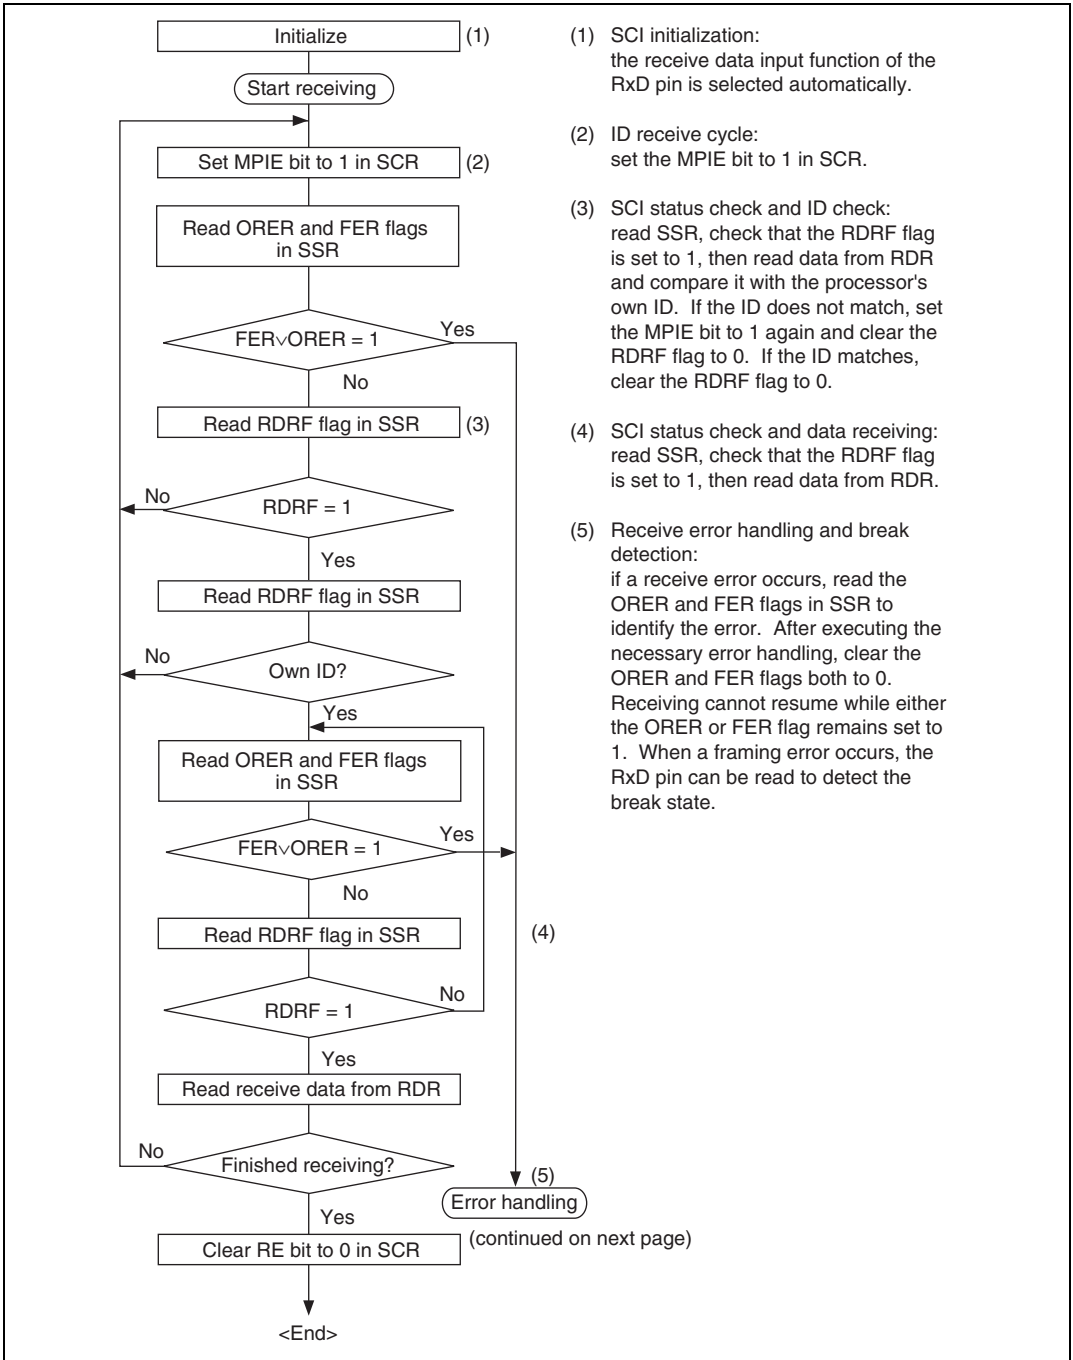 Initialize
(1)
Start receiving
Set MPIE bit to 1 in SCR
(2)
Read ORER and FER flags
in SSR
FER∨ORER = 1
Yes
No
Read RDRF flag in SSR
(3)
No
RDRF = 1
Yes
Read RDRF flag in SSR
No
Own ID?
Yes
Read ORER and FER flags
in SSR
FER∨ORER = 1
Yes
No
Read RDRF flag in SSR
(4)
RDRF = 1
No
Yes
Read receive data from RDR
No
Finished receiving?
(5)
Error handling
(continued on next page)
Yes
Clear RE bit to 0 in SCR
<End>
(1) SCI initialization:
the receive data input function of the
RxD pin is selected automatically.
(2) ID receive cycle:
set the MPIE bit to 1 in SCR.
(3) SCI status check and ID check:
read SSR, check that the RDRF flag
is set to 1, then read data from RDR
and compare it with the processor's
own ID. If the ID does not match, set
the MPIE bit to 1 again and clear the
RDRF flag to 0. If the ID matches,
clear the RDRF flag to 0.
(4) SCI status check and data receiving:
read SSR, check that the RDRF flag
is set to 1, then read data from RDR.
(5) Receive error handling and break
detection:
if a receive error occurs, read the
ORER and FER flags in SSR to
identify the error. After executing the
necessary error handling, clear the
ORER and FER flags both to 0.
Receiving cannot resume while either
the ORER or FER flag remains set to
1. When a framing error occurs, the
RxD pin can be read to detect the
break state.